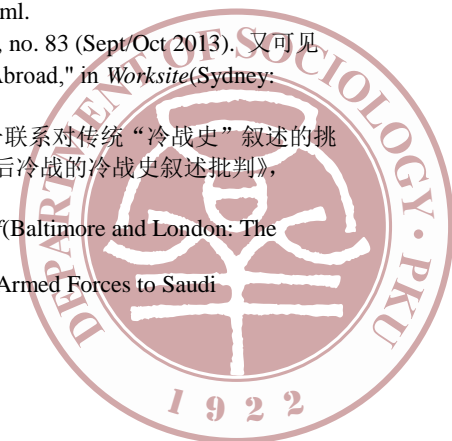 ml.
, no. 83 (Sept/Oct 2013). 又可见
Abroad," in Worksite(Sydney:
联系对传统“冷战史”叙述的挑
后冷战的冷战史叙述批判》,
f(Baltimore and London: The
Armed Forces to Saudi
DEPARTMENT OF SOCIOLOGY · PKU
1922